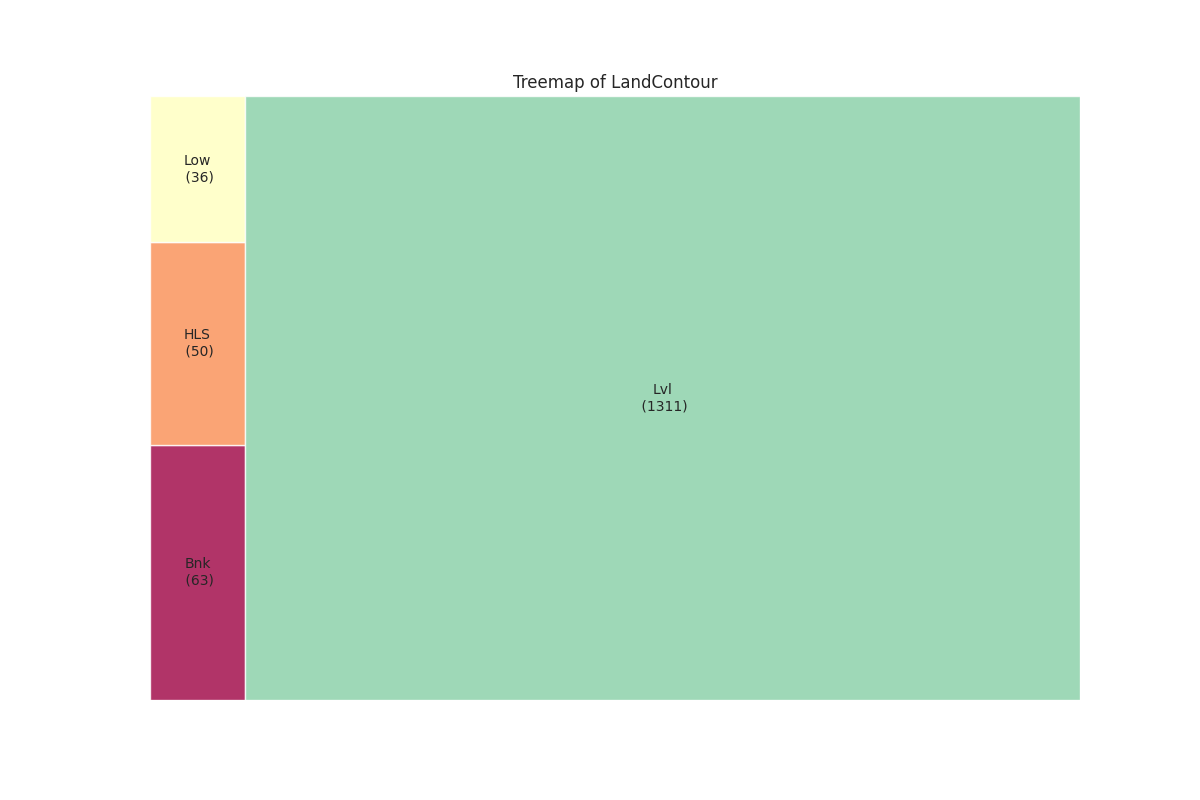 Treemap of LandContour
Low
(36)
HLS
(50)
Lvl
(1311)
Bnk
(63)